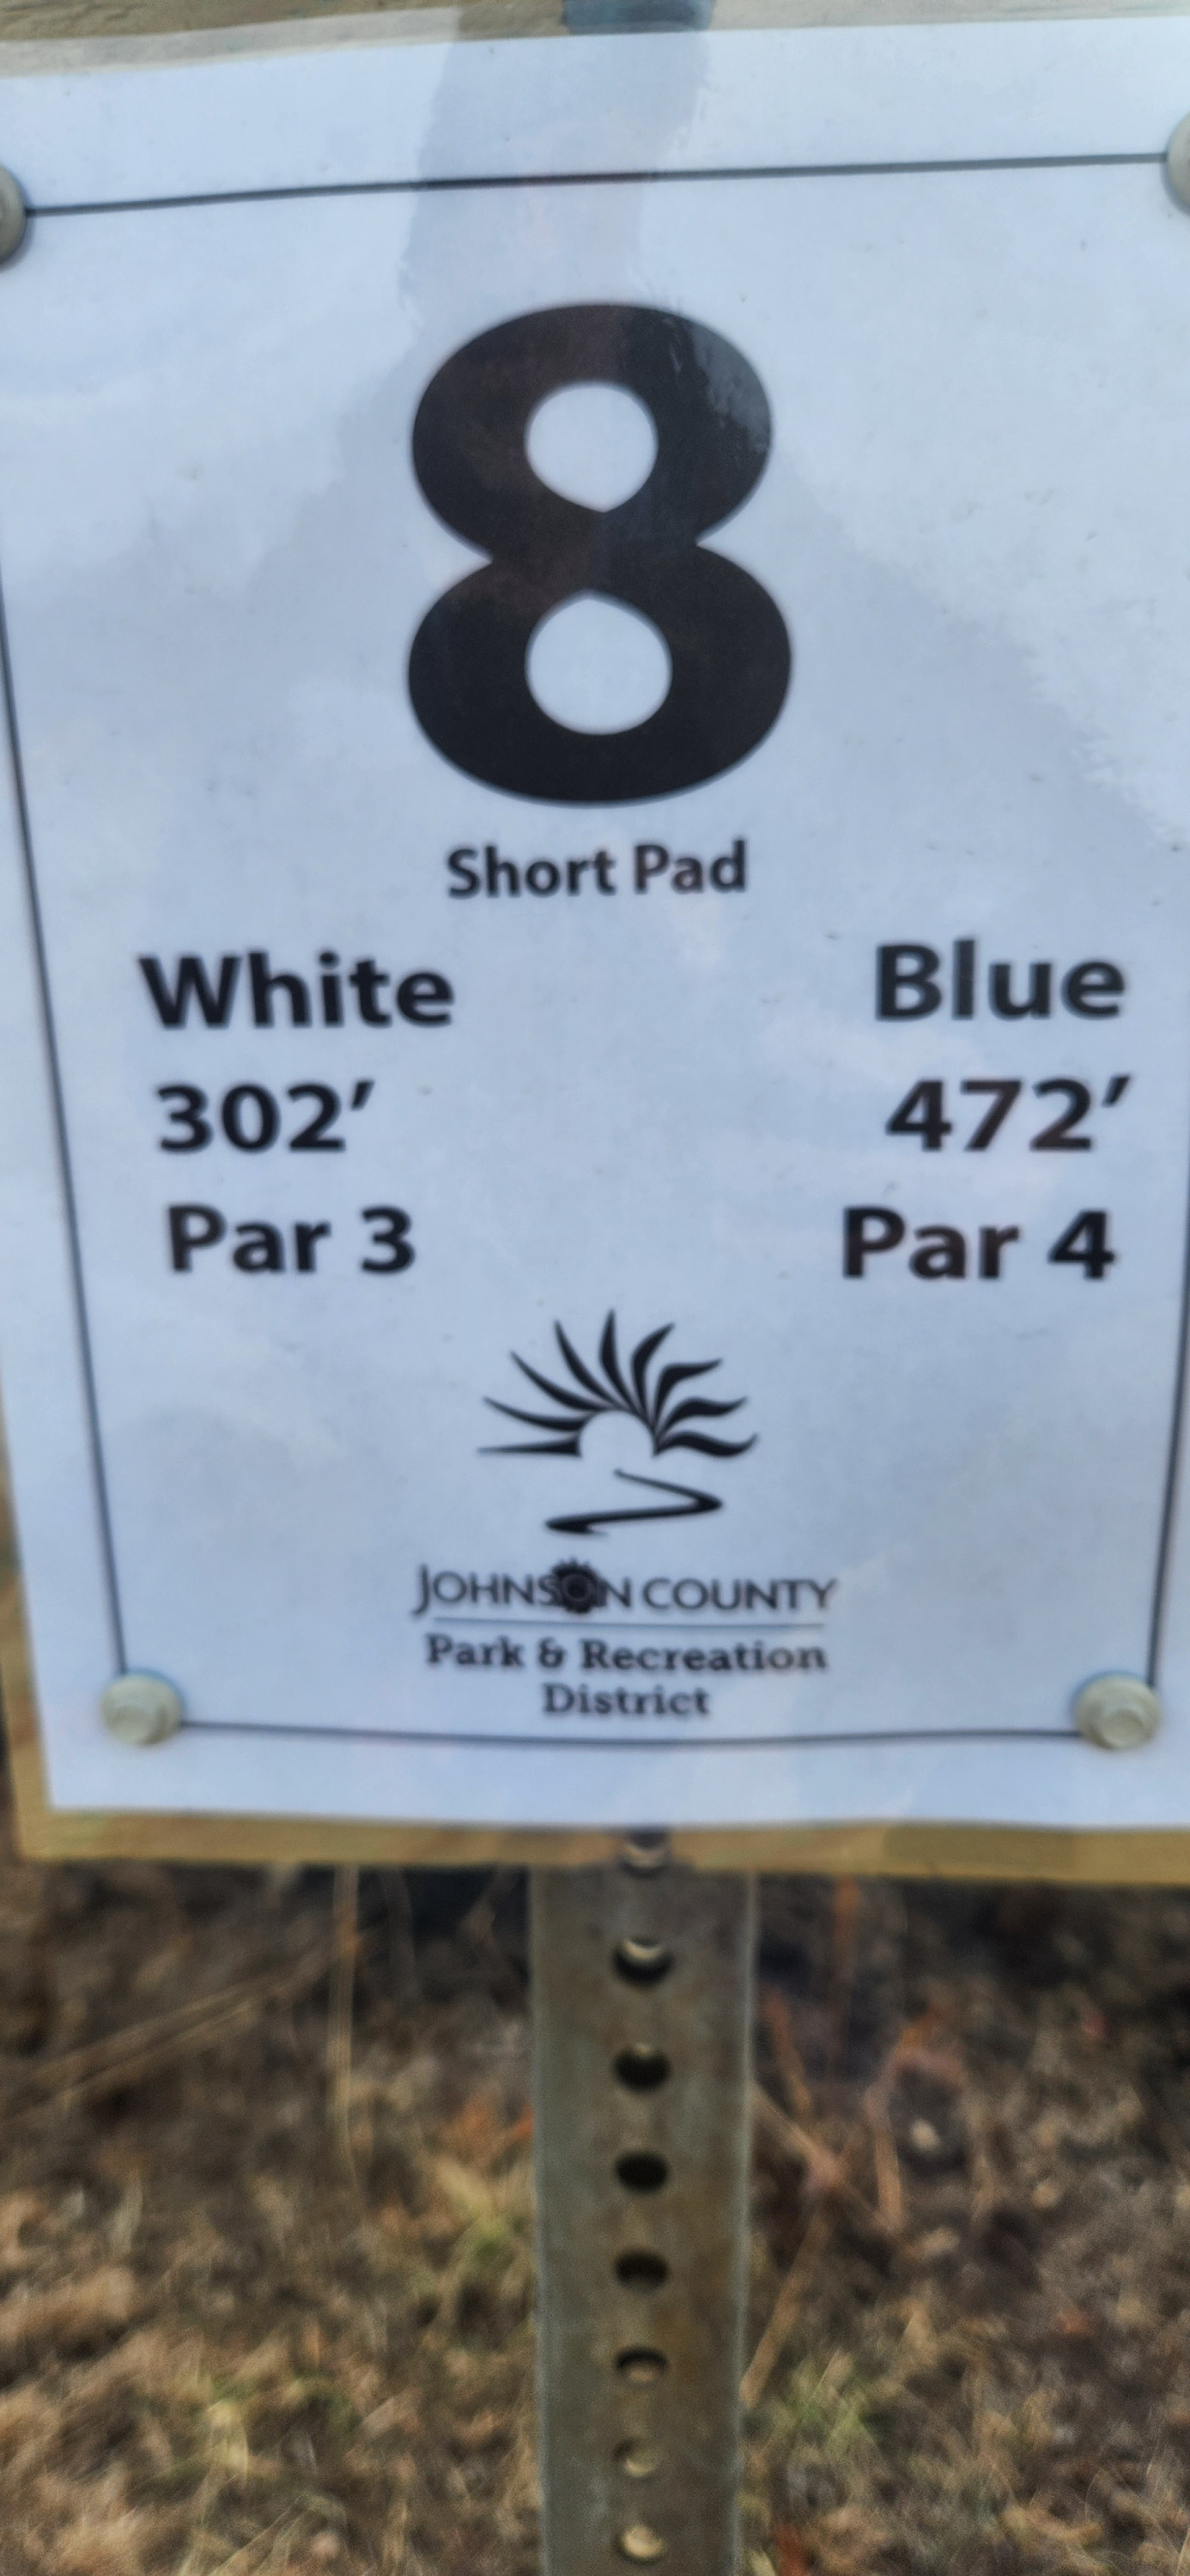 8
Short Pad
White Blue
302′ 472′
Par 3 Par 4
JOHNSON COUNTY
Park & Recreation
District